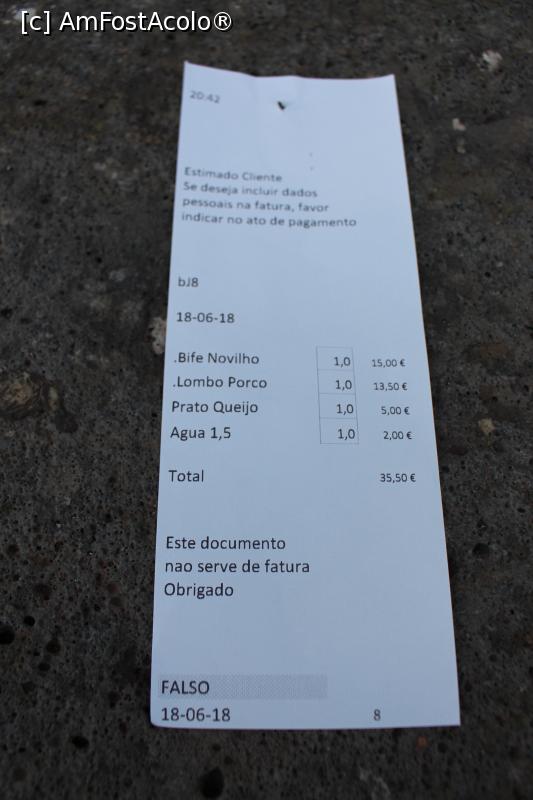 [c] AmFostAcolo®
20:42
Estimado Cliente
Se deseja incluir dados
pessoais na fatura, favor
indicar no ato de pagamento
bJ8
18-06-18
.Bife Novilho 1,0 15,00 €
.Lombo Porco 1,0 13,50 €
Prato Queijo 1,0 5,00 €
Agua 1,5 1,0 2,00 €
Total 35,50 €
Este documento
nao serve de fatura
Obrigado
FALSO
18-06-18 8